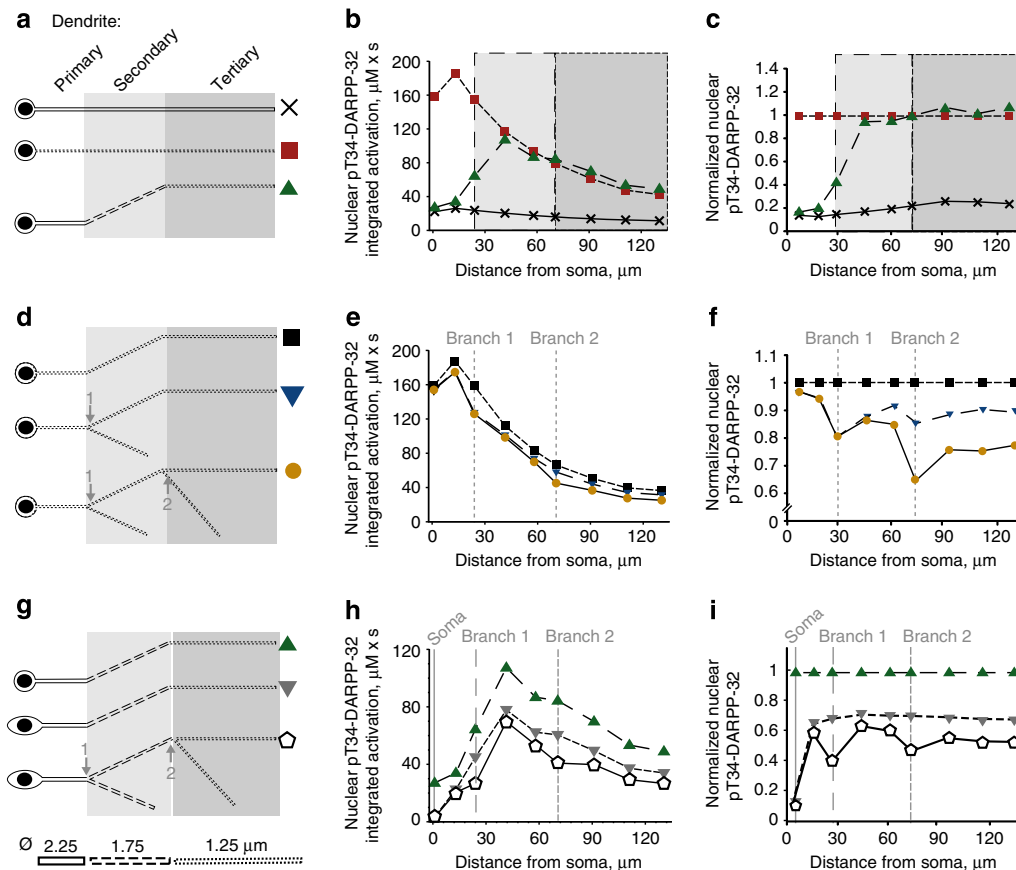 a
Dendrite:
Primary
Secondary
Tertiary
b
Nuclear pT34-DARPP-32
integrated activation, µM x s
200
160
120
80
40
0
0 30 60 90 120
Distance from soma, µm
c
Normalized nuclear
pT34-DARPP-32
1.4
1.2
1
0.8
0.6
0.4
0.2
0
0 30 60 90 120
Distance from soma, µm
d
1
1
2
e
Branch 1 Branch 2
Nuclear pT34-DARPP-32
integrated activation, µM x s
200
160
120
80
40
0
0 30 60 90 120
Distance from soma, µm
f
Branch 1 Branch 2
Normalized nuclear
pT34-DARPP-32
1.1
1
0.9
0.8
0.7
0.6
0
0 30 60 90 120
Distance from soma, µm
g
1
2
Ø 2.25 1.75 1.25 µm
h
Soma
Branch 1
Branch 2
Nuclear pT34-DARPP-32
integrated activation, µM x s
120
80
40
0
0 30 60 90 120
Distance from soma, µm
i
Soma
Branch 1
Branch 2
Normalized nuclear
pT34-DARPP-32
1
0.8
0.6
0.4
0.2
0
0 30 60 90 120
Distance from soma, µm